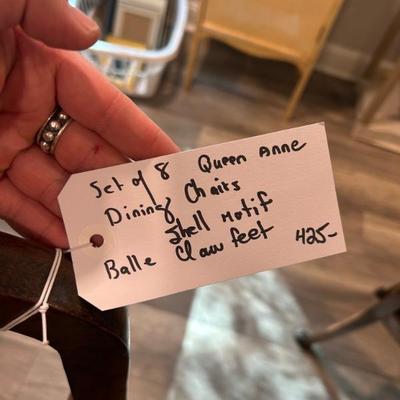 Set of 8 Queen Anne
Dining Chairs
Shell Motif
Balle Claw feet 425-